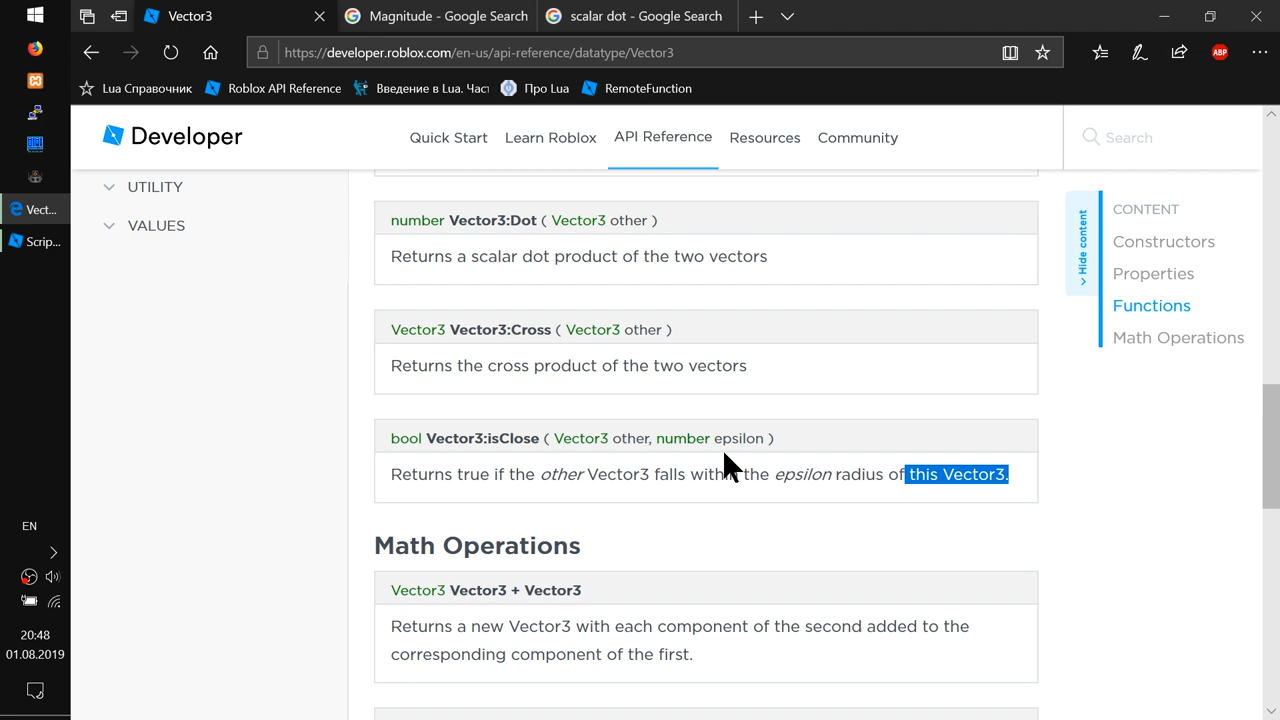 Vector3
Magnitude - Google Search
scalar dot - Google Search
https://developer.roblox.com/en-us/api-reference/datatype/Vector3
ABP
Lua Справочник
Roblox API Reference
Введение в Lua. Част
Про Lua
RemoteFunction
Developer
Quick Start
Learn Roblox
API Reference
Resources
Community
Search
UTILITY
VALUES
number Vector3:Dot ( Vector3 other )
Returns a scalar dot product of the two vectors
Vector3 Vector3:Cross ( Vector3 other )
Returns the cross product of the two vectors
bool Vector3:isClose ( Vector3 other, number epsilon )
Returns true if the other Vector3 falls within the epsilon radius of this Vector3.
Math Operations
Vector3 Vector3 + Vector3
Returns a new Vector3 with each component of the second added to the
corresponding component of the first.
Hide content
CONTENT
Constructors
Properties
Functions
Math Operations
Vect...
Scrip...
EN
20:48
01.08.2019